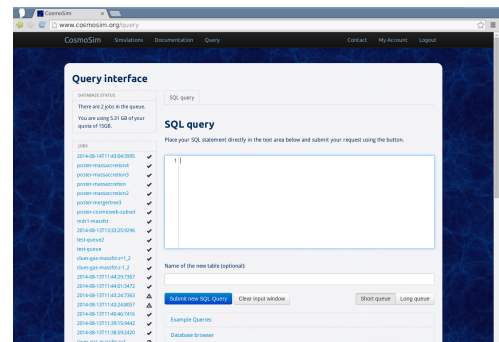 CosmoSim
www.cosmosim.org/query
CosmoSim Simulations Documentation Query Contact My Account Logout
Query interface
DATABASE STATUS
There are 2 jobs in the queue.
You are using 5.31 GB of your
quota of 15GB.
JOBS
2014-08-14T11:43:04:3995
poster-massaccretion4
poster-massaccretion3
poster-massaccretion
poster-massaccretion2
poster-mergertree3
poster-cosmicweb-subset
mdr1-massfct
2014-08-13T13:33:25:9296
test-queue2
test-queue
clues-gas-massfct-z=1_2
clues-gas-massfct-z-1_2
2014-08-13T11:44:29:7367
2014-08-13T11:44:01:3472
2014-08-13T11:43:24:7363
2014-08-13T11:43:24:8057
2014-08-13T11:40:46:7416
2014-08-13T11:39:15:9442
2014-08-13T11:38:59:2420
SQL query
SQL query
Place your SQL statement directly in the text area below and submit your request using the button.
1
Name of the new table (optional):
Submit new SQL Query Clear input window Short queue Long queue
Example Queries
Database browser